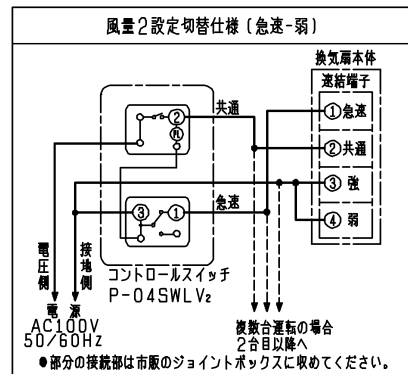 風量2設定切替仕様(急速-弱)
換気扇本体
速結端子
①急速
②共通
③強
④弱
共通
②
PL
急速
③
①
電圧側
接地側
コントロールスイッチ
P-04SWLV2
電源
AC100V
50/60Hz
複数台運転の場合
2台目以降へ
●部分の接続部は市販のジョイントボックスに収めてください。